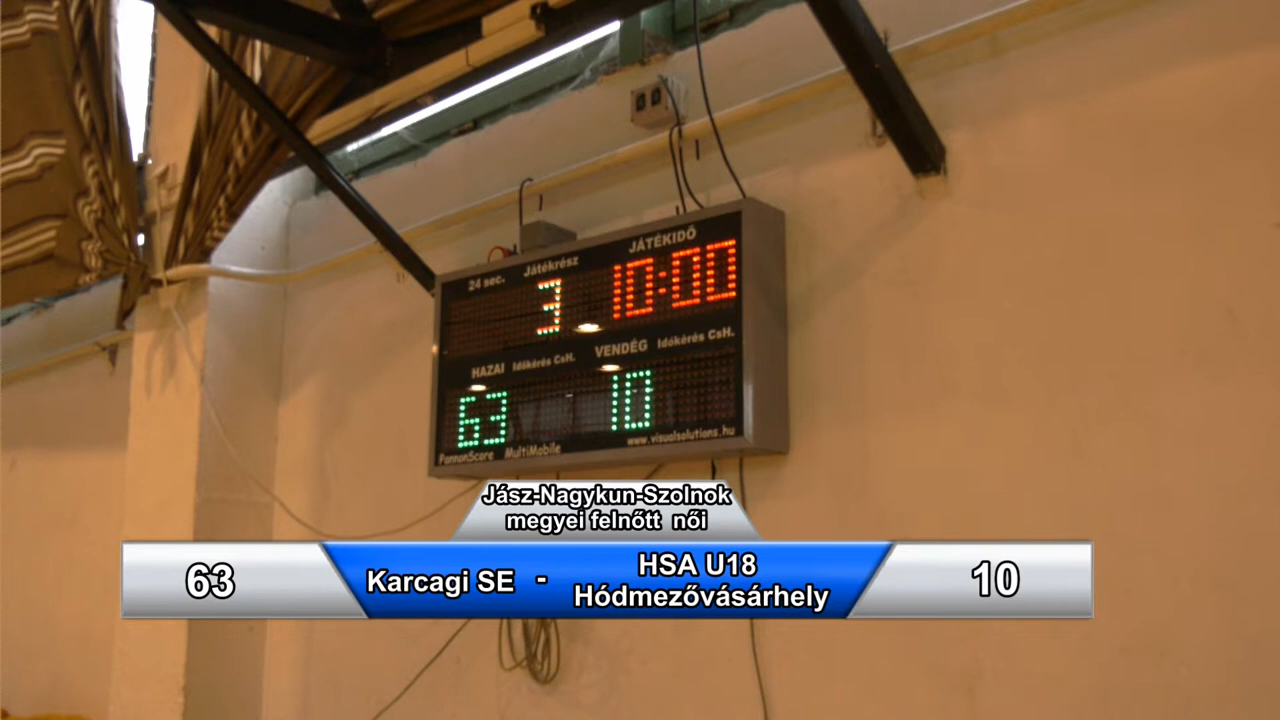 JÁTÉKIDŐ
24 sec. Játékrész
3 10:00
HAZAI Időkérés CsH. VENDÉG Időkérés CsH.
63 10
PannonScore MultiMobile www.visualsolutions.hu
Jász-Nagykun-Szolnok
megyei felnőtt női
63 Karcagi SE - HSA U18 10
Hódmezővásárhely